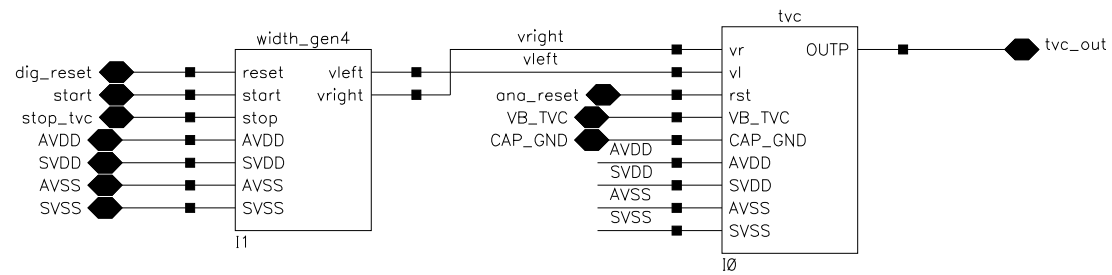 tvc
width_gen4
vright
vleft
tvc_out
vr
OUTP
vl
rst
VB_TVC
CAP_GND
AVDD
SVDD
AVSS
SVSS
I0
ana_reset
VB_TVC
CAP_GND
AVDD
SVDD
AVSS
SVSS
dig_reset
start
stop_tvc
AVDD
SVDD
AVSS
SVSS
reset
start
stop
AVDD
SVDD
AVSS
SVSS
vleft
vright
I1